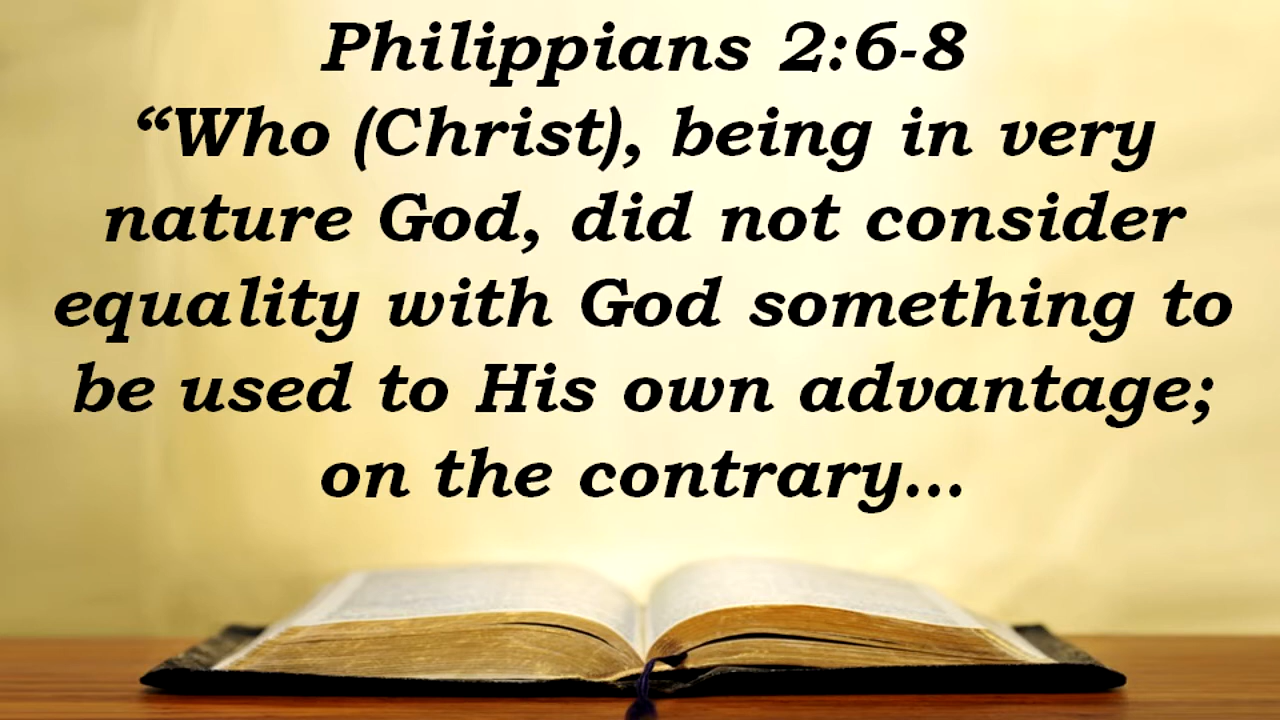 Philippians 2:6-8
“Who (Christ), being in very
nature God, did not consider
equality with God something to
be used to His own advantage;
on the contrary...